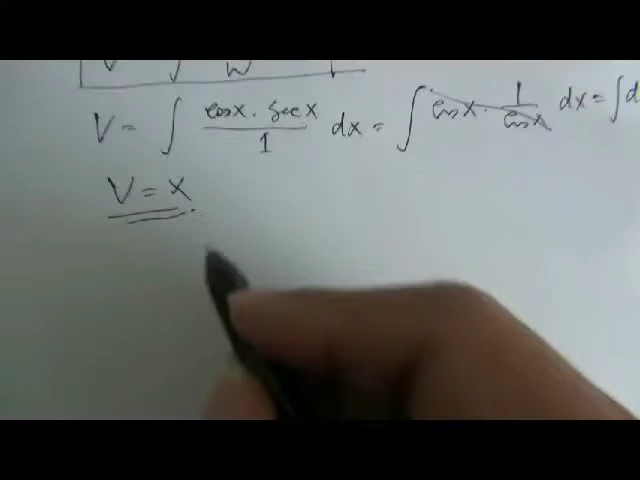 V = ∫ cosx · secx / 1 dx = ∫ cosx · 1 / cosx dx = ∫ d
V = x